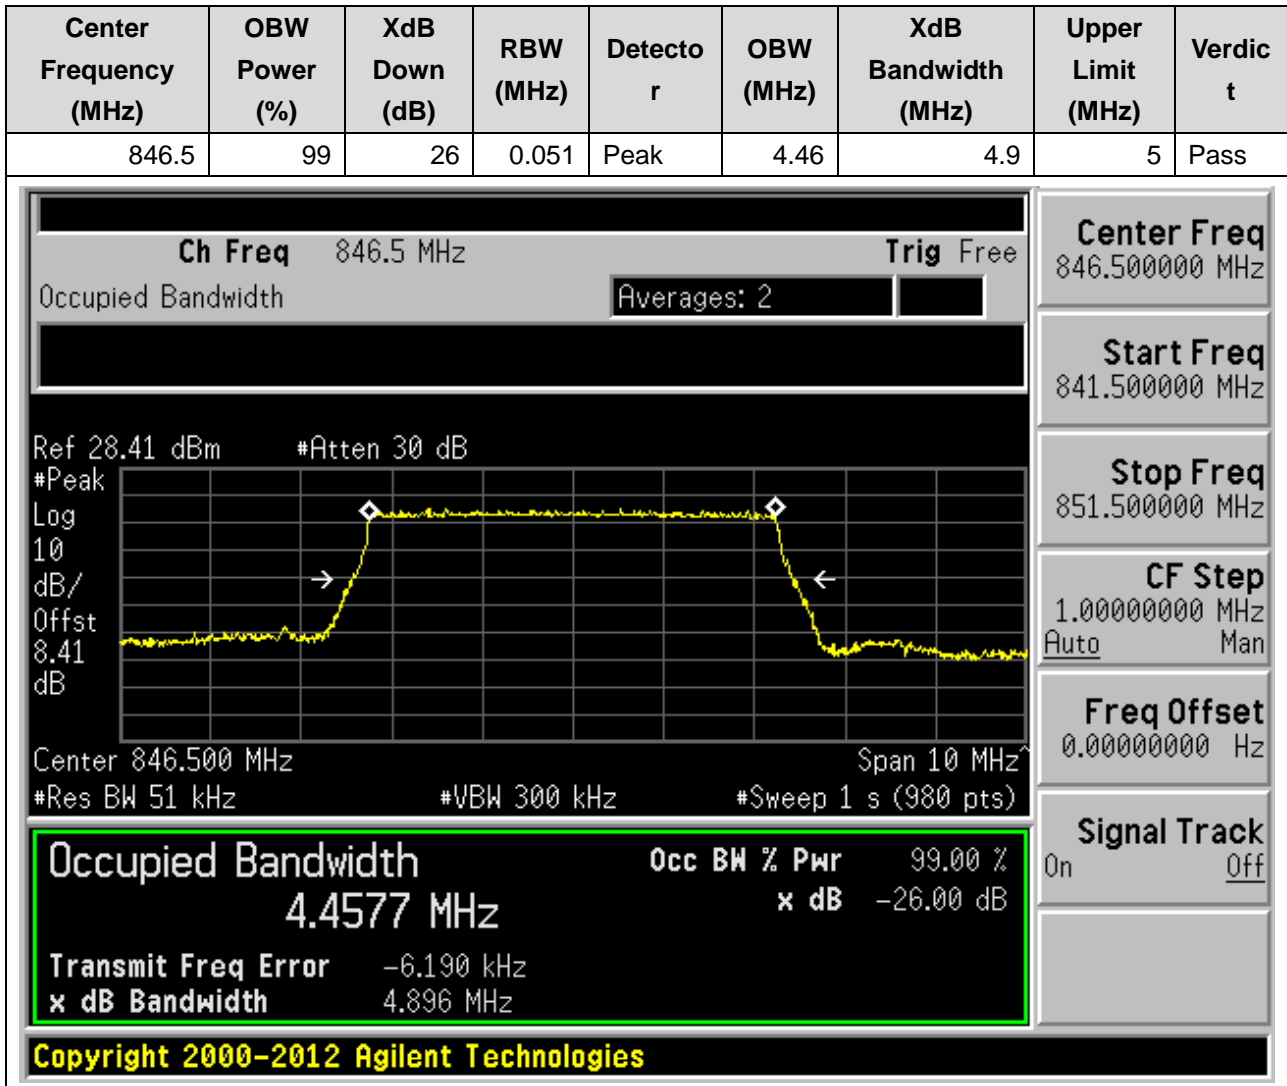 Center Frequency (MHz) OBW Power (%) XdB Down (dB) RBW (MHz) Detector OBW (MHz) XdB Bandwidth (MHz) Upper Limit (MHz) Verdict
846.5 99 26 0.051 Peak 4.46 4.9 5 Pass
Ch Freq 846.5 MHz Trig Free
Occupied Bandwidth Averages: 2
Ref 28.41 dBm #Atten 30 dB
#Peak
Log
10
dB/
Offst
8.41
dB
Center 846.500 MHz Span 10 MHz^
#Res BW 51 kHz #VBW 300 kHz #Sweep 1 s (980 pts)
Occupied Bandwidth Occ BW % Pwr 99.00 %
4.4577 MHz x dB -26.00 dB
Transmit Freq Error -6.190 kHz
x dB Bandwidth 4.896 MHz
Copyright 2000-2012 Agilent Technologies
Center Freq
846.500000 MHz
Start Freq
841.500000 MHz
Stop Freq
851.500000 MHz
CF Step
1.00000000 MHz
Auto Man
Freq Offset
0.00000000 Hz
Signal Track
On Off